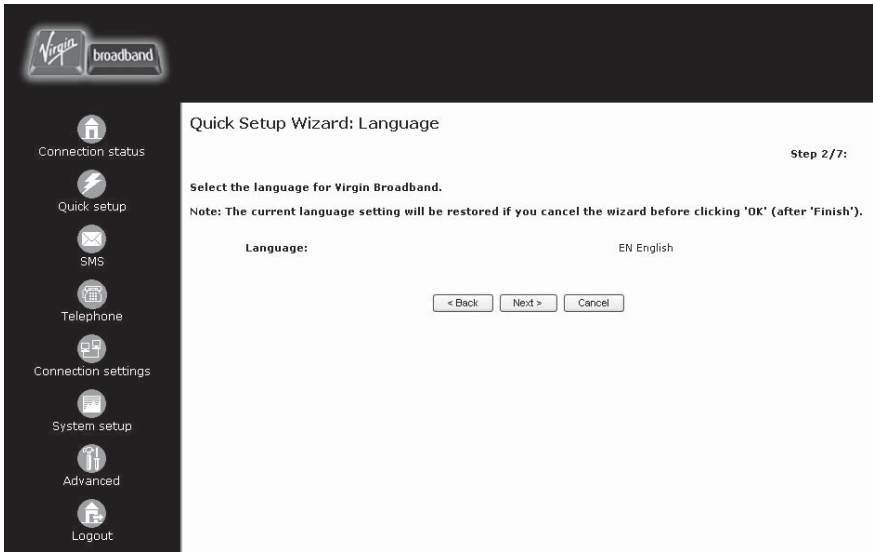 Virgin
broadband
Quick Setup Wizard: Language
Step 2/7:
Select the language for Virgin Broadband.
Note: The current language setting will be restored if you cancel the wizard before clicking 'OK' (after 'Finish').
Language: EN English
< Back Next > Cancel
Connection status
Quick setup
SMS
Telephone
Connection settings
System setup
Advanced
Logout